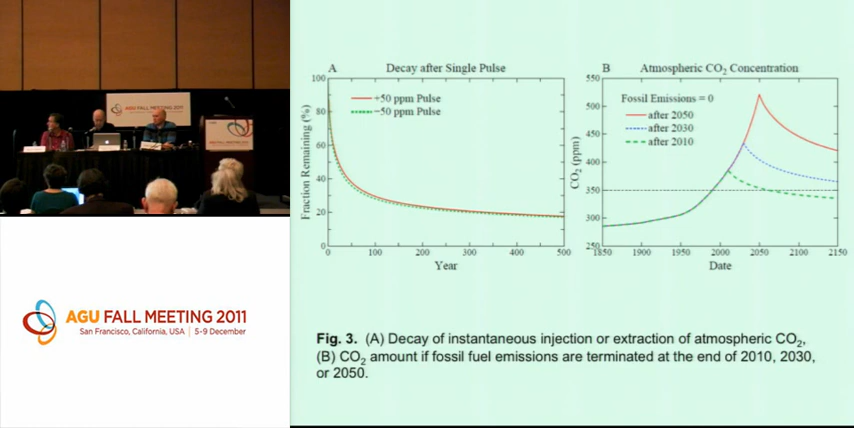 AGU FALL MEETING 2011
AGU FALL MEETING 2011
San Francisco, California, USA | 5-9 December
A
Decay after Single Pulse
100
80
60
40
20
0
Fraction Remaining (%)
+50 ppm Pulse
−50 ppm Pulse
0
100
200
300
400
500
Year
B
Atmospheric CO2 Concentration
550
500
450
400
350
300
250
CO2 (ppm)
Fossil Emissions = 0
after 2050
after 2030
after 2010
1850
1900
1950
2000
2050
2100
2150
Date
Fig. 3. (A) Decay of instantaneous injection or extraction of atmospheric CO2,
(B) CO2 amount if fossil fuel emissions are terminated at the end of 2010, 2030,
or 2050.